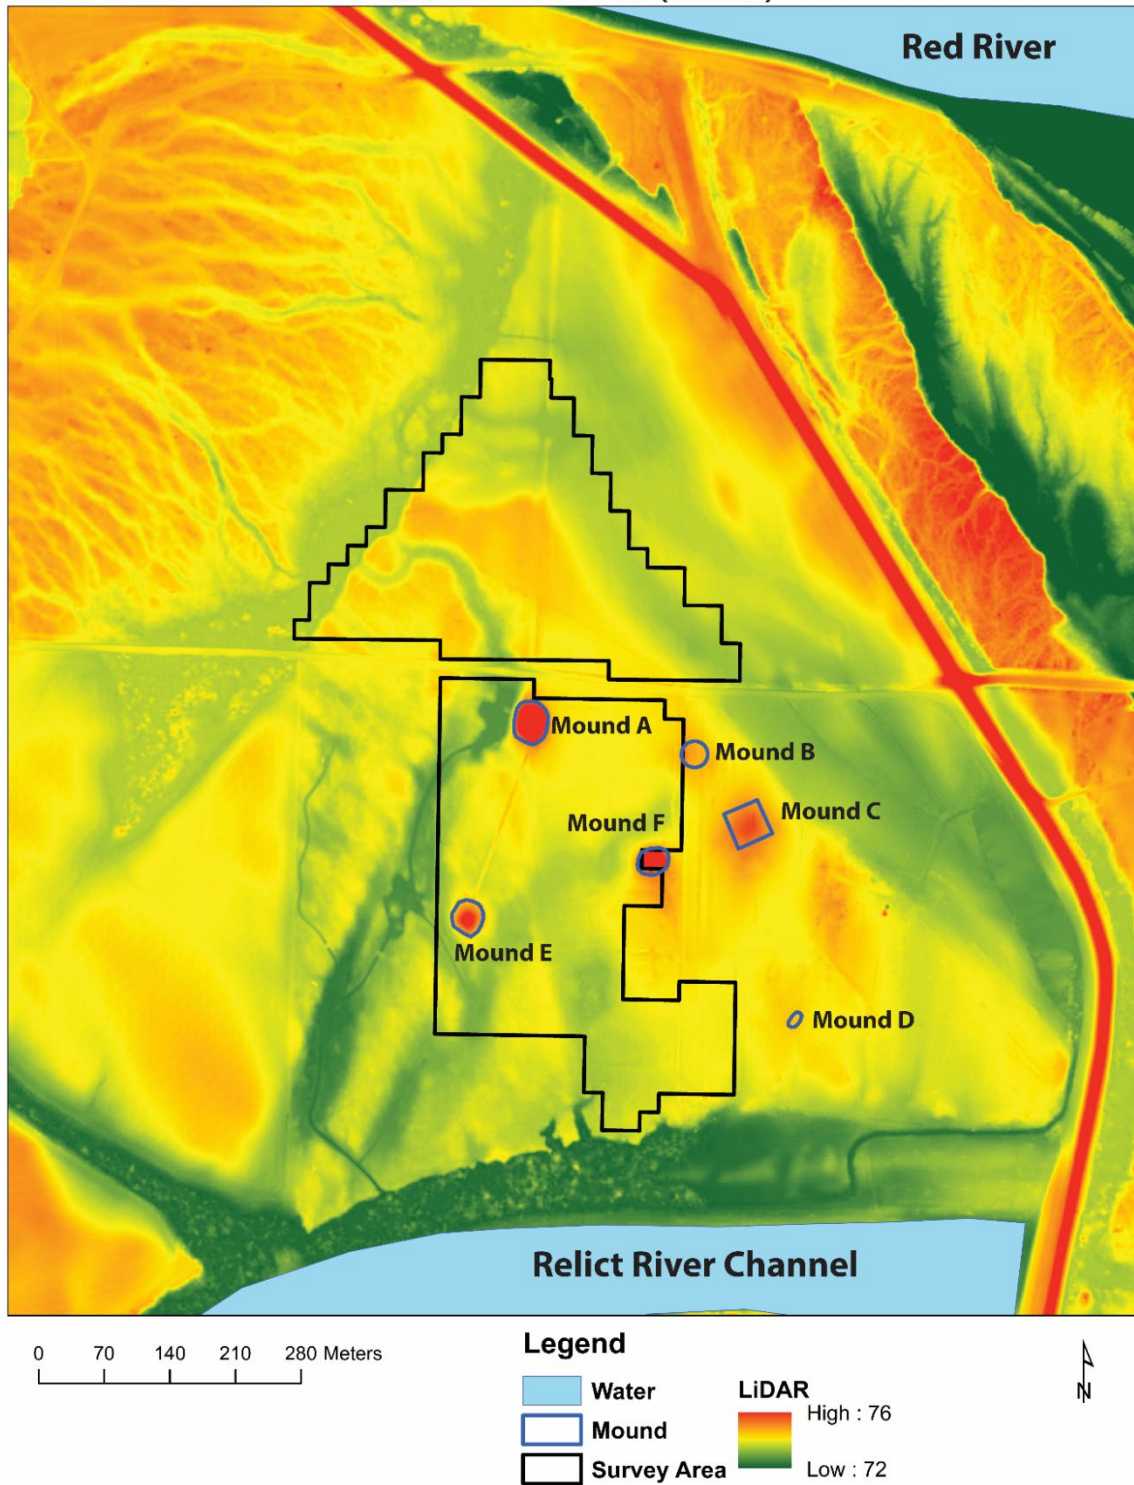 Red River
Mound A
Mound B
Mound C
Mound F
Mound E
Mound D
Relict River Channel
0 70 140 210 280 Meters
Legend
Water
Mound
Survey Area
LiDAR
High : 76
Low : 72
N